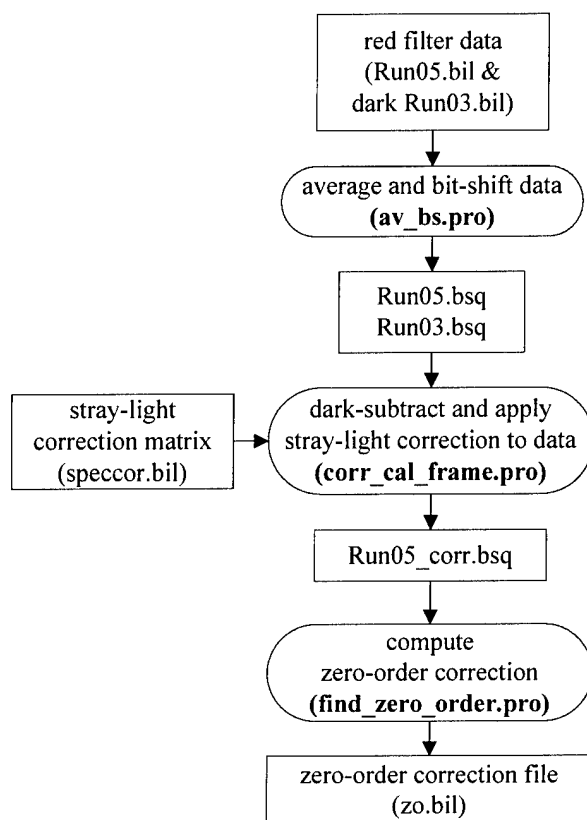 red filter data
(Run05.bil &
dark Run03.bil)
average and bit-shift data
(av_bs.pro)
Run05.bsq
Run03.bsq
stray-light
correction matrix
(speccor.bil)
dark-subtract and apply
stray-light correction to data
(corr_cal_frame.pro)
Run05_corr.bsq
compute
zero-order correction
(find_zero_order.pro)
zero-order correction file
(zo.bil)